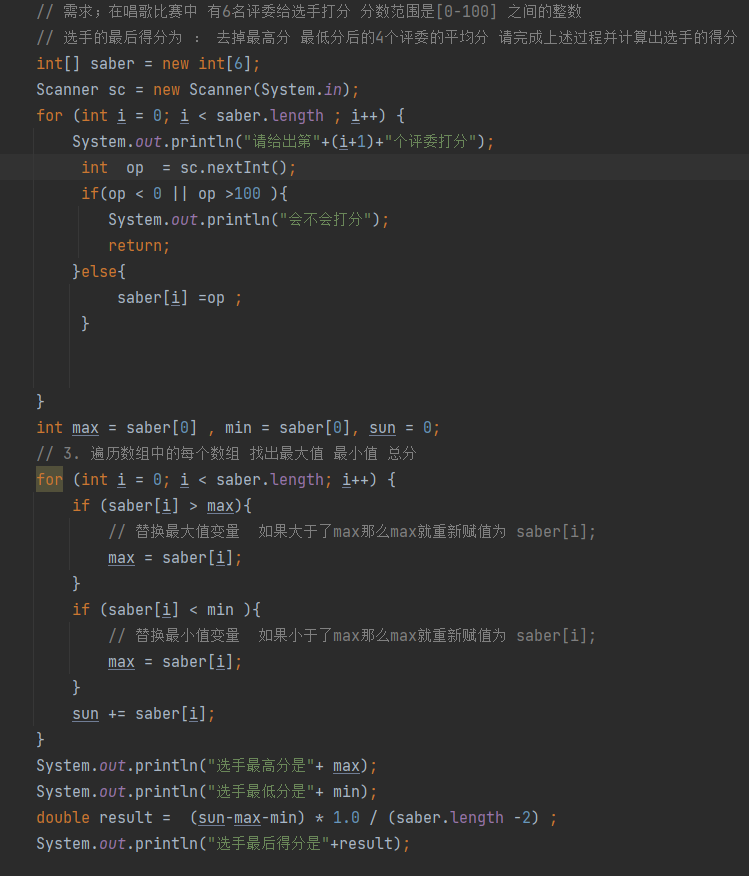 // 需求；在唱歌比赛中 有6名评委给选手打分 分数范围是[0-100] 之间的整数
// 选手的最后得分为 ： 去掉最高分 最低分后的4个评委的平均分 请完成上述过程并计算出选手的得分
int[] saber = new int[6];
Scanner sc = new Scanner(System.in);
for (int i = 0; i < saber.length ; i++) {
System.out.println("请给出第"+(i+1)+"个评委打分");
int  op  = sc.nextInt();
if(op < 0 || op >100 ){
System.out.println("会不会打分");
return;
}else{
saber[i] =op ;
}
}
int max = saber[0] , min = saber[0], sun = 0;
// 3. 遍历数组中的每个数组 找出最大值 最小值 总分
for (int i = 0; i < saber.length; i++) {
if (saber[i] > max){
// 替换最大值变量  如果大于了max那么max就重新赋值为 saber[i];
max = saber[i];
}
if (saber[i] < min ){
// 替换最小值变量  如果小于了max那么max就重新赋值为 saber[i];
max = saber[i];
}
sun += saber[i];
}
System.out.println("选手最高分是"+ max);
System.out.println("选手最低分是"+ min);
double result =  (sun-max-min) * 1.0 / (saber.length -2) ;
System.out.println("选手最后得分是"+result);